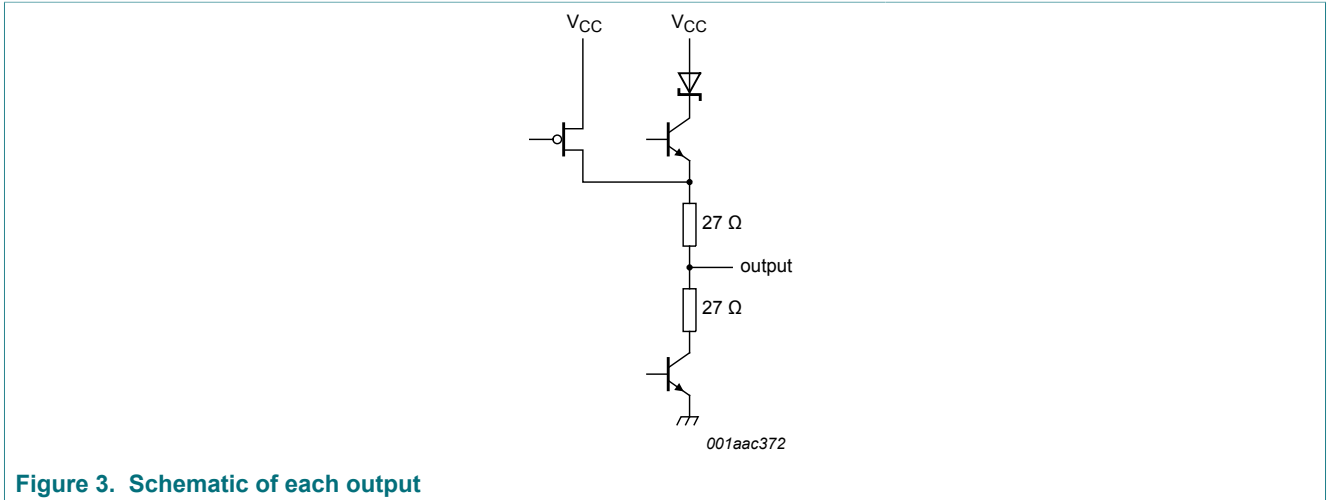 VCC VCC
27 Ω
output
27 Ω
001aac372
Figure 3. Schematic of each output